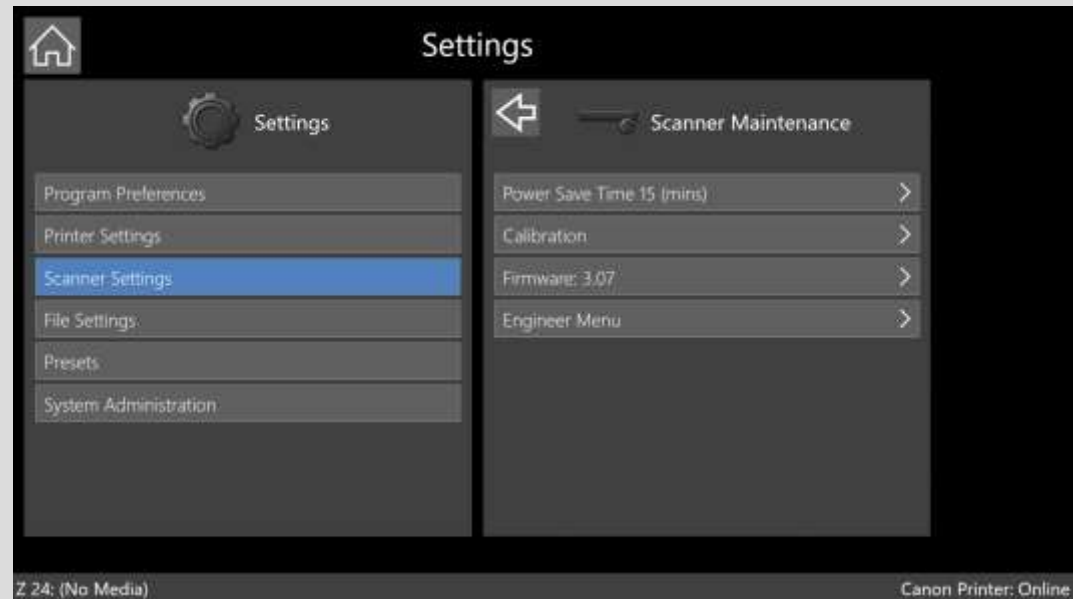 Settings
Settings
Program Preferences
Printer Settings
Scanner Settings
File Settings
Presets
System Administration
Scanner Maintenance
Power Save Time 15 (mins)
Calibration
Firmware: 3.07
Engineer Menu
Z 24: (No Media)
Canon Printer: Online